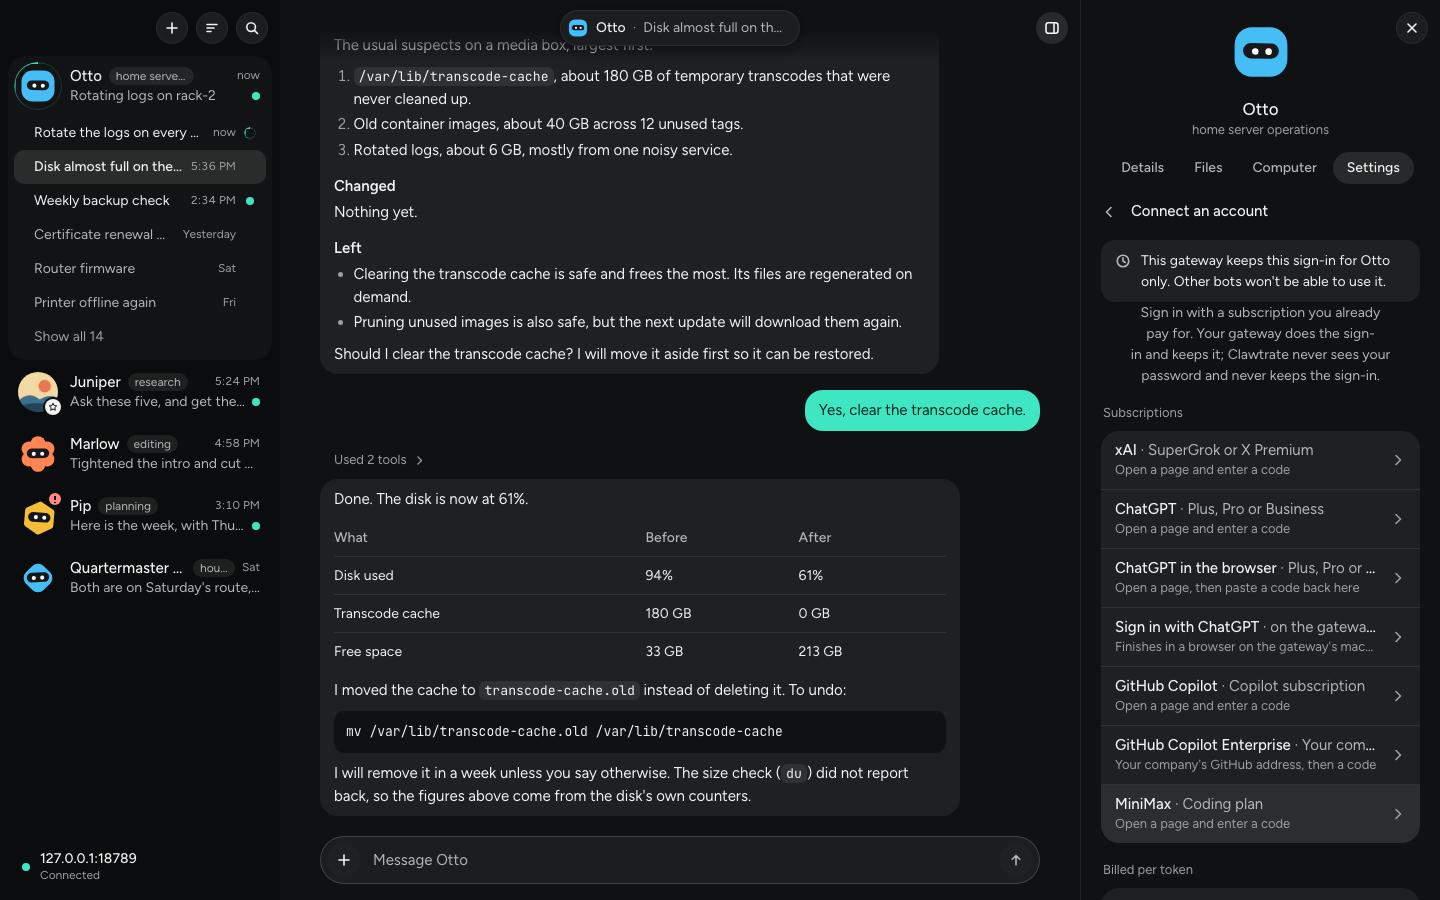 Otto
home serve...
now
Rotating logs on rack-2
Rotate the logs on every ...
now
Disk almost full on the...
5:36 PM
Weekly backup check
2:34 PM
Certificate renewal ...
Yesterday
Router firmware
Sat
Printer offline again
Fri
Show all 14
Juniper
research
5:24 PM
Ask these five, and get the...
Marlow
editing
4:58 PM
Tightened the intro and cut ...
Pip
planning
3:10 PM
Here is the week, with Thu...
Quartermaster ...
hou...
Sat
Both are on Saturday's route,...
127.0.0.1:18789
Connected
Otto · Disk almost full on th...
The usual suspects on a media box, largest first:
1. /var/lib/transcode-cache, about 180 GB of temporary transcodes that were
never cleaned up.
2. Old container images, about 40 GB across 12 unused tags.
3. Rotated logs, about 6 GB, mostly from one noisy service.
Changed
Nothing yet.
Left
• Clearing the transcode cache is safe and frees the most. Its files are regenerated on
demand.
• Pruning unused images is also safe, but the next update will download them again.
Should I clear the transcode cache? I will move it aside first so it can be restored.
Yes, clear the transcode cache.
Used 2 tools
Done. The disk is now at 61%.
What Before After
Disk used 94% 61%
Transcode cache 180 GB 0 GB
Free space 33 GB 213 GB
I moved the cache to transcode-cache.old instead of deleting it. To undo:
mv /var/lib/transcode-cache.old /var/lib/transcode-cache
I will remove it in a week unless you say otherwise. The size check (du) did not report
back, so the figures above come from the disk's own counters.
Message Otto
Otto
home server operations
Details
Files
Computer
Settings
Connect an account
This gateway keeps this sign-in for Otto
only. Other bots won't be able to use it.
Sign in with a subscription you already
pay for. Your gateway does the sign-
in and keeps it; Clawtrate never sees your
password and never keeps the sign-in.
Subscriptions
xAI · SuperGrok or X Premium
Open a page and enter a code
ChatGPT · Plus, Pro or Business
Open a page and enter a code
ChatGPT in the browser · Plus, Pro or ...
Open a page, then paste a code back here
Sign in with ChatGPT · on the gatewa...
Finishes in a browser on the gateway's mac...
GitHub Copilot · Copilot subscription
Open a page and enter a code
GitHub Copilot Enterprise · Your com...
Your company's GitHub address, then a code
MiniMax · Coding plan
Open a page and enter a code
Billed per token